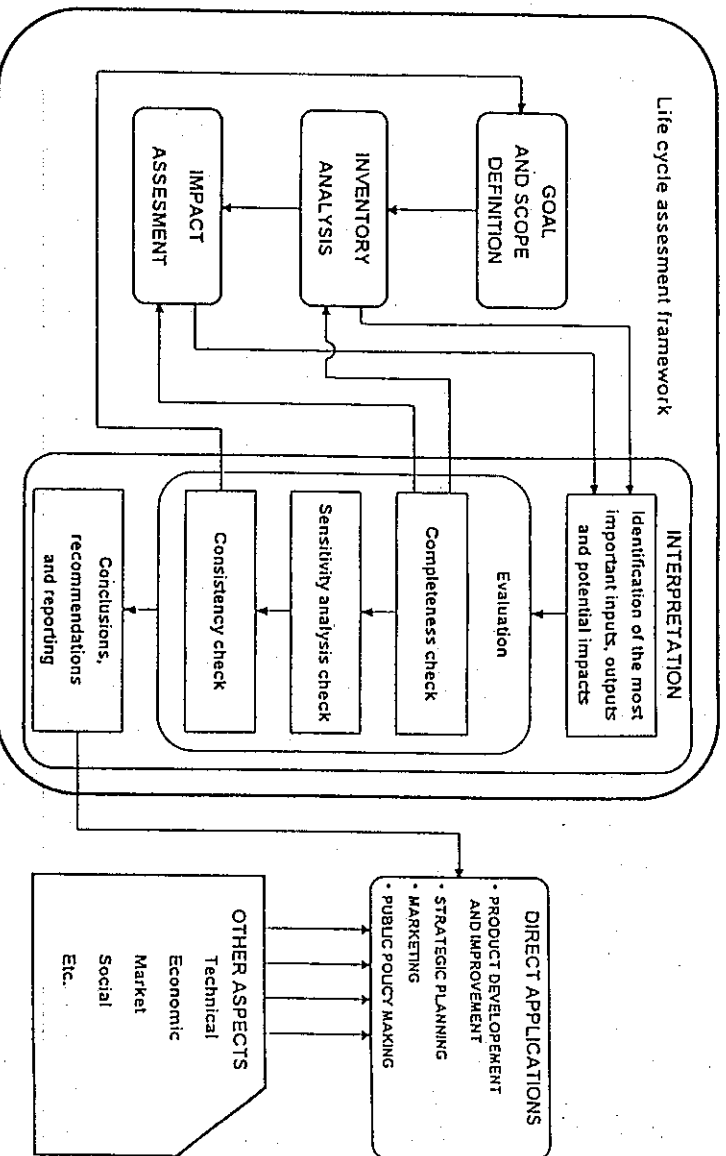 Life cycle assesment framework
GOAL
AND SCOPE
DEFINITION
INVENTORY
ANALYSIS
IMPACT
ASSESMENT
INTERPRETATION
Identification of the most
important inputs, outputs
and potential impacts
Evaluation
Completeness check
Sensitivity analysis check
Consistency check
Conclusions,
recommendations
and reporting
DIRECT APPLICATIONS
• PRODUCT DEVELOPEMENT
AND IMPROVEMENT
• STRATEGIC PLANNING
• MARKETING
• PUBLIC POLICY MAKING
OTHER ASPECTS
Technical
Economic
Market
Social
Etc.